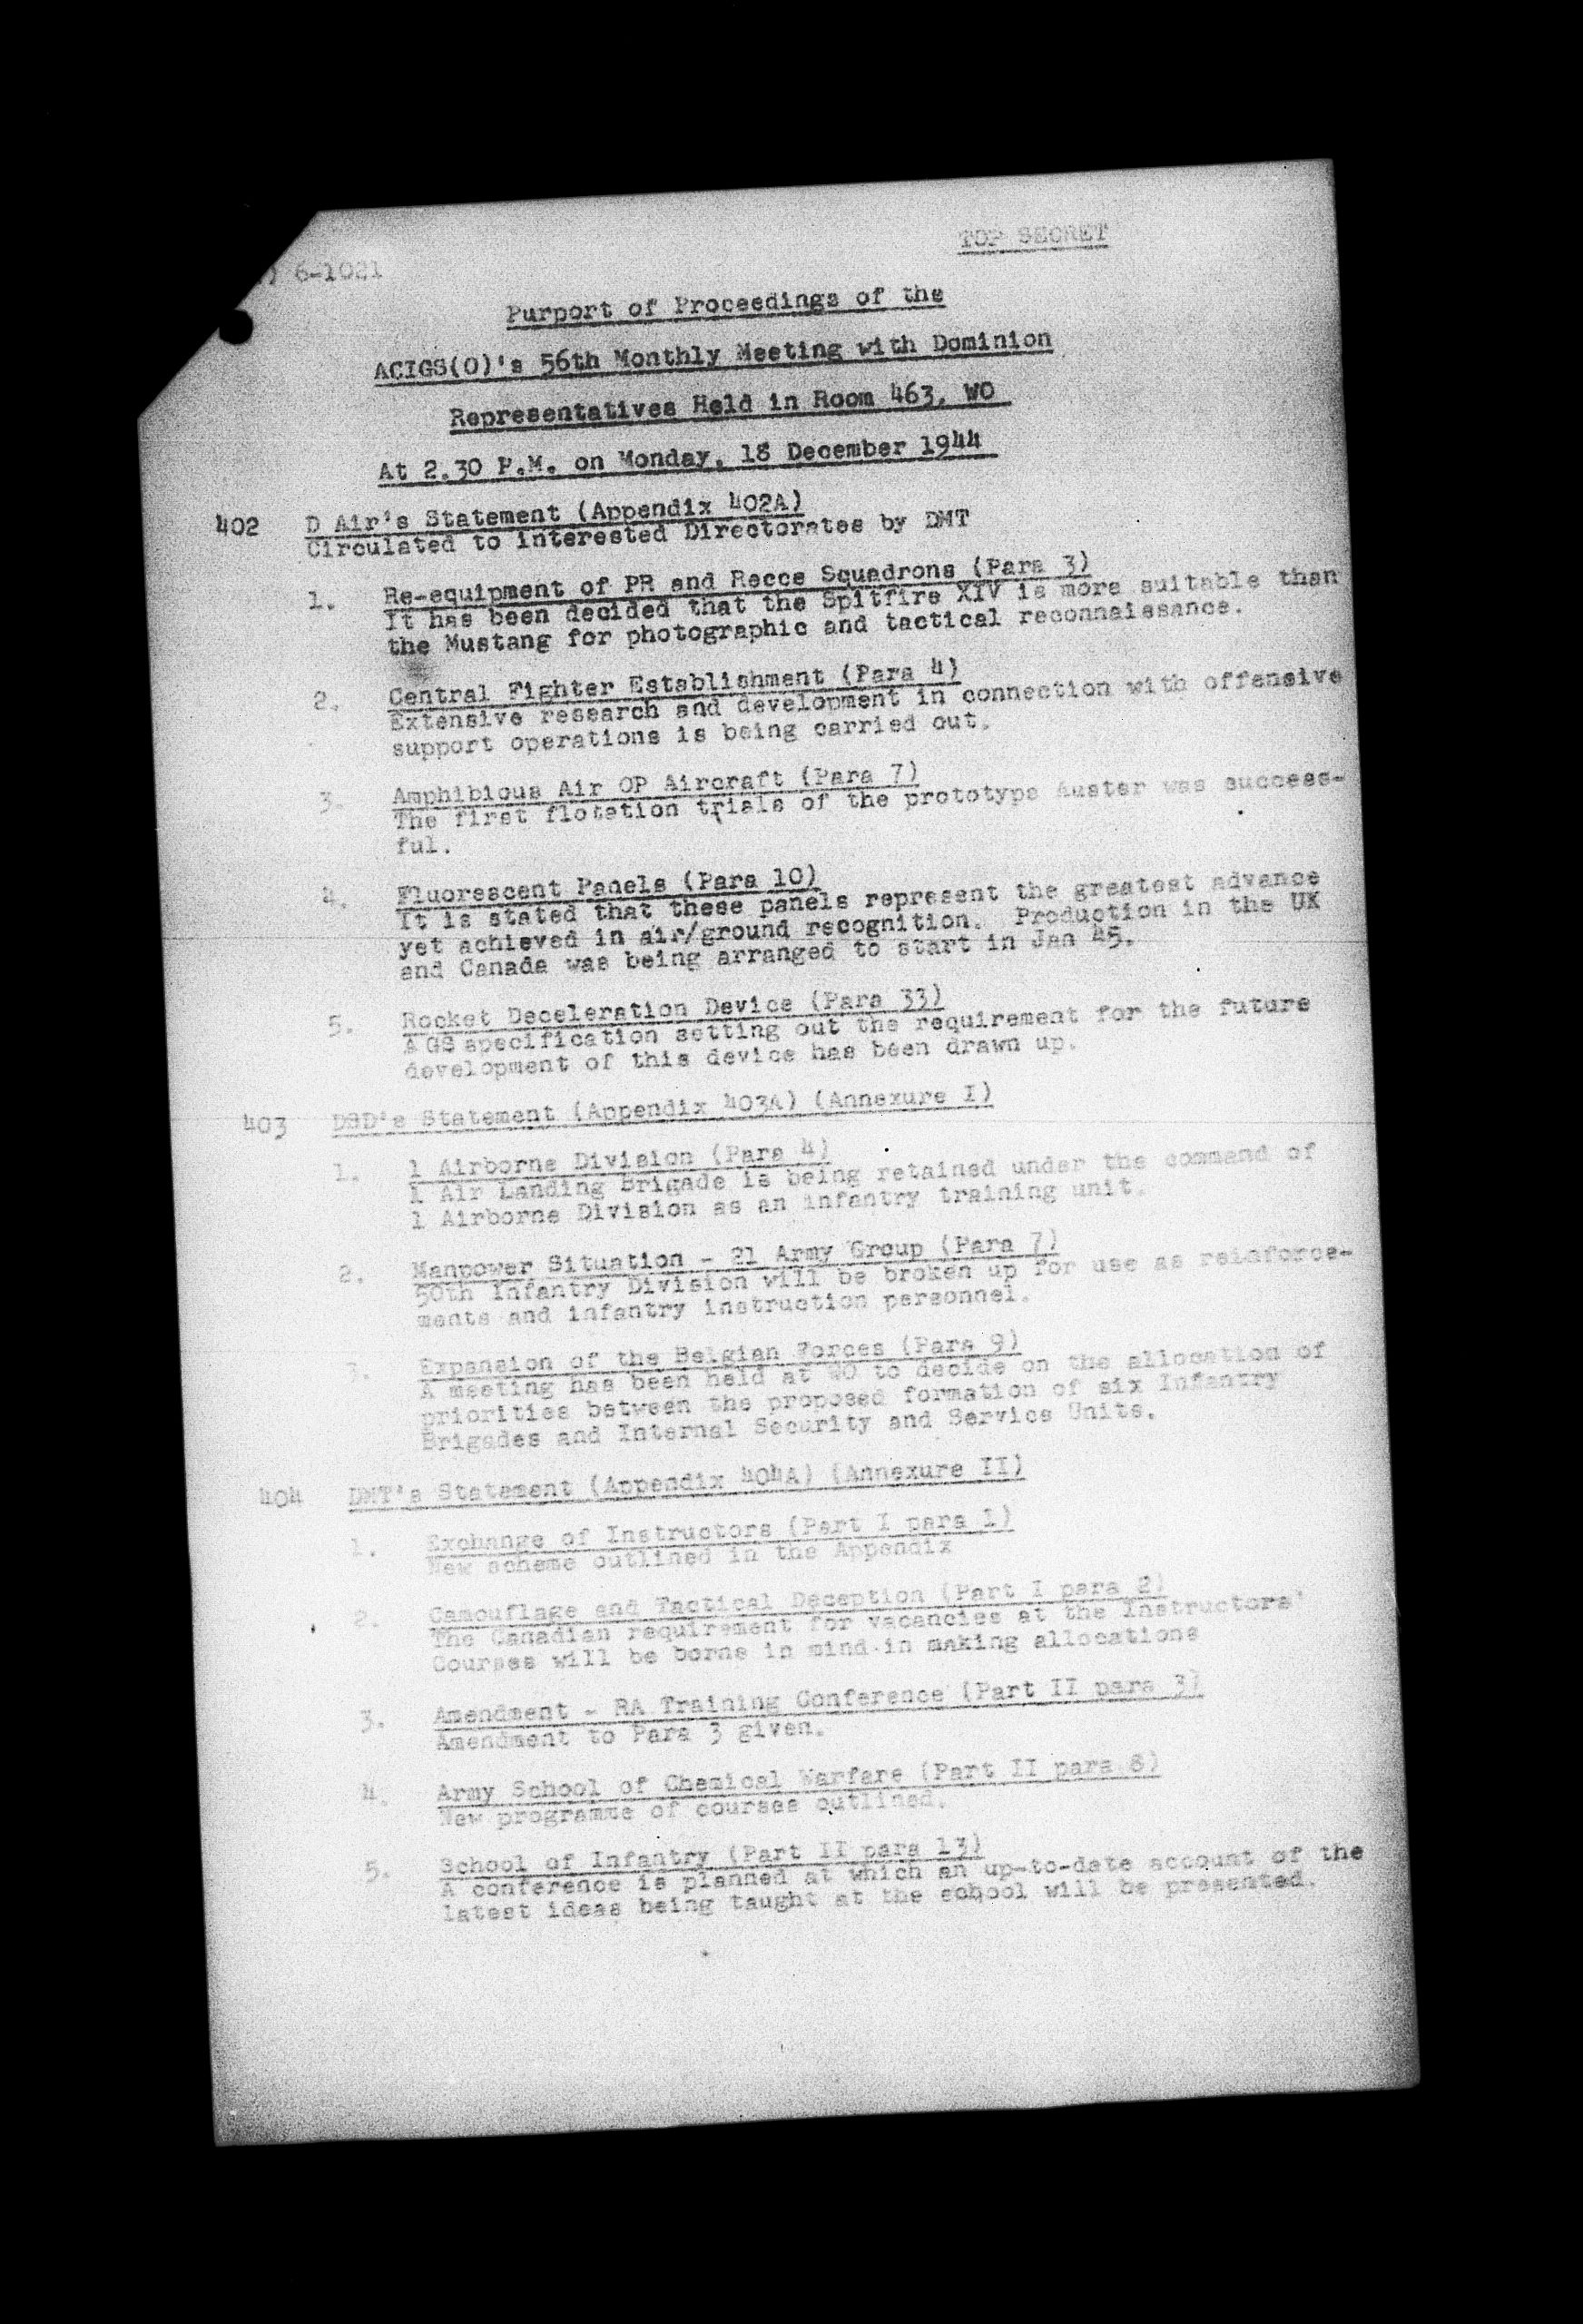 TOP SECRET
) 6-1021
Purport of Proceedings of the
ACIGS(O)'s 56th Monthly Meeting with Dominion
Representatives Held in Room 463, WO
At 2.30 P.M. on Monday, 18 December 1944
402 D Air's Statement (Appendix 402A)
Circulated to interested Directorates by DMT
1. Re-equipment of PR and Recce Squadrons (Para 3)
It has been decided that the Spitfire XIV is more suitable than
the Mustang for photographic and tactical reconnaissance.
2. Central Fighter Establishment (Para 4)
Extensive research and development in connection with offensive
support operations is being carried out.
3. Amphibious Air OP Aircraft (Para 7)
The first flotation trials of the prototype Auster was success-
ful.
4. Fluorescent Panels (Para 10)
It is stated that these panels represent the greatest advance
yet achieved in air/ground recognition. Production in the UK
and Canada was being arranged to start in Jan 45.
5. Rocket Deceleration Device (Para 33)
A GS specification setting out the requirement for the future
development of this device has been drawn up.
403 DSD's Statement (Appendix 403A) (Annexure I)
1. 1 Airborne Division (Para 4)
1 Air Landing Brigade is being retained under the command of
1 Airborne Division as an infantry training unit.
2. Manpower Situation - 21 Army Group (Para 7)
50th Infantry Division will be broken up for use as reinforce-
ments and infantry instruction personnel.
3. Expansion of the Belgian Forces (Para 9)
A meeting has been held at WO to decide on the allocation of
priorities between the proposed formation of six Infantry
Brigades and Internal Security and Service Units.
404 DMT's Statement (Appendix 404A) (Annexure II)
1. Exchange of Instructors (Part I para 1)
New scheme outlined in the Appendix
2. Camouflage and Tactical Deception (Part I para 2)
The Canadian requirement for vacancies at the Instructors'
Courses will be borne in mind in making allocations
3. Amendment - RA Training Conference (Part II para 3)
Amendment to Para 3 given.
4. Army School of Chemical Warfare (Part II para 8)
New programme of courses outlined.
5. School of Infantry (Part II para 13)
A conference is planned at which an up-to-date account of the
latest ideas being taught at the school will be presented.